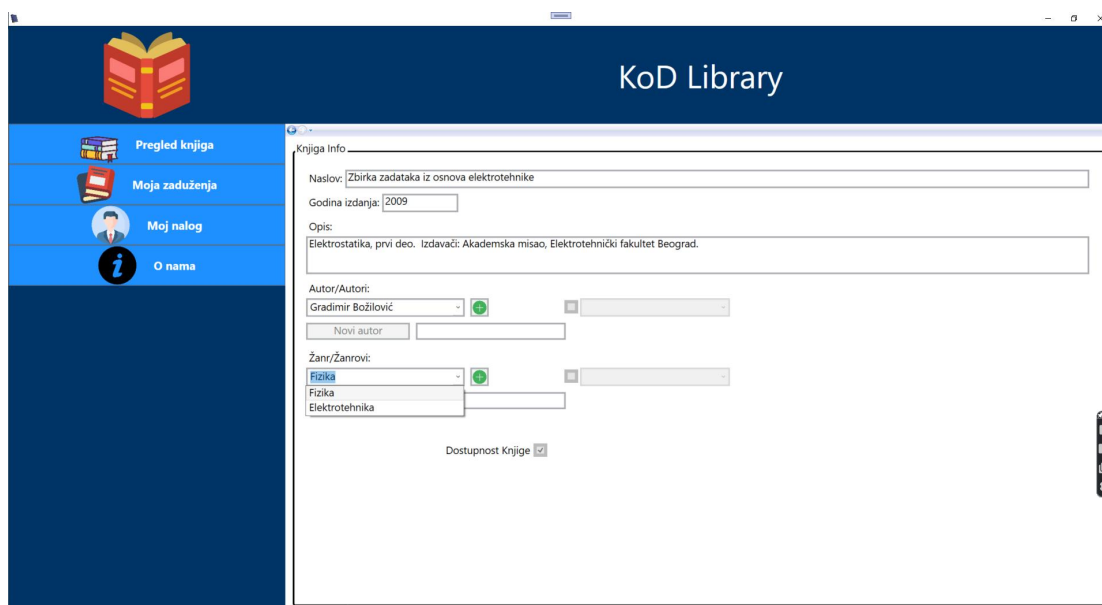 KoD Library
Pregled knjiga
Moja zaduženja
Moj nalog
i
O nama
Knjiga Info
Naslov: Zbirka zadataka iz osnova elektrotehnike
Godina izdanja: 2009
Opis:
Elektrostatika, prvi deo. Izdavači: Akademska misao, Elektrotehnički fakultet Beograd.
Autor/Autori:
Gradimir Božilović
Novi autor
Žanr/Žanrovi:
Fizika
Fizika
Elektrotehnika
Dostupnost Knjige